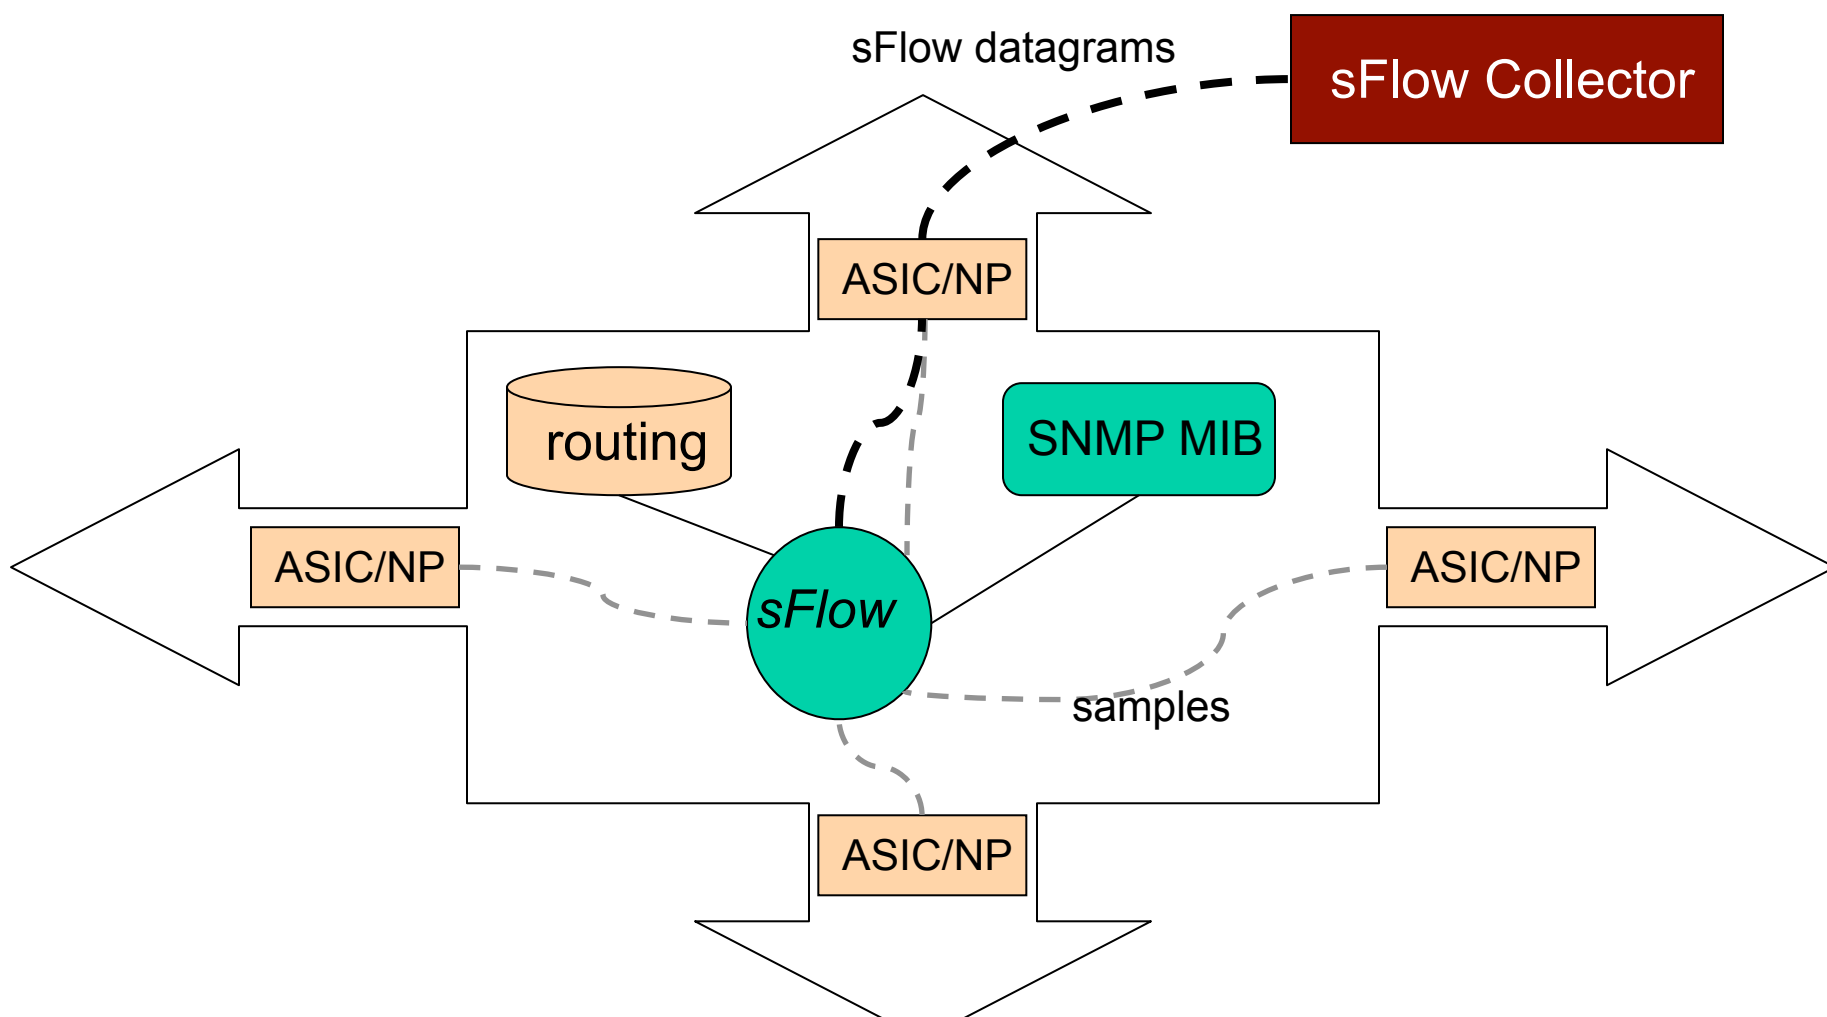 sFlow datagrams
sFlow Collector
ASIC/NP
routing
SNMP MIB
ASIC/NP
sFlow
ASIC/NP
samples
ASIC/NP